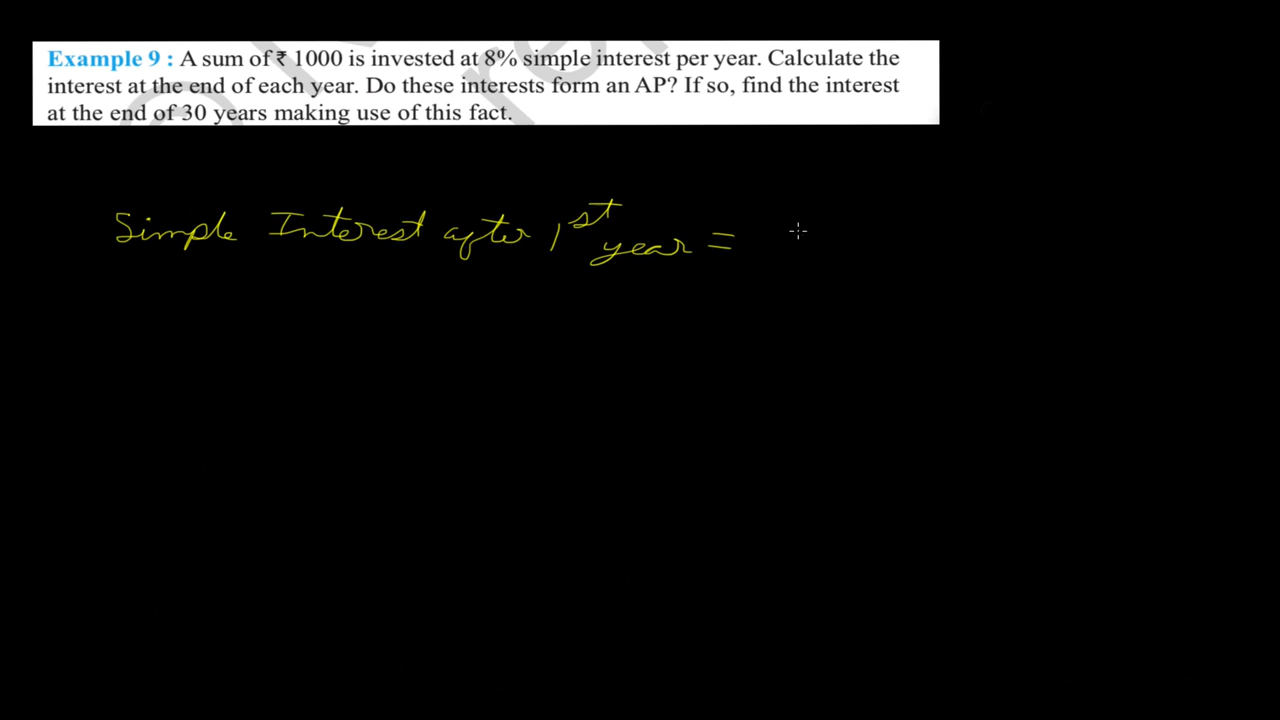 Example 9 : A sum of ₹ 1000 is invested at 8% simple interest per year. Calculate the
interest at the end of each year. Do these interests form an AP? If so, find the interest
at the end of 30 years making use of this fact.
Simple Interest after 1st year =